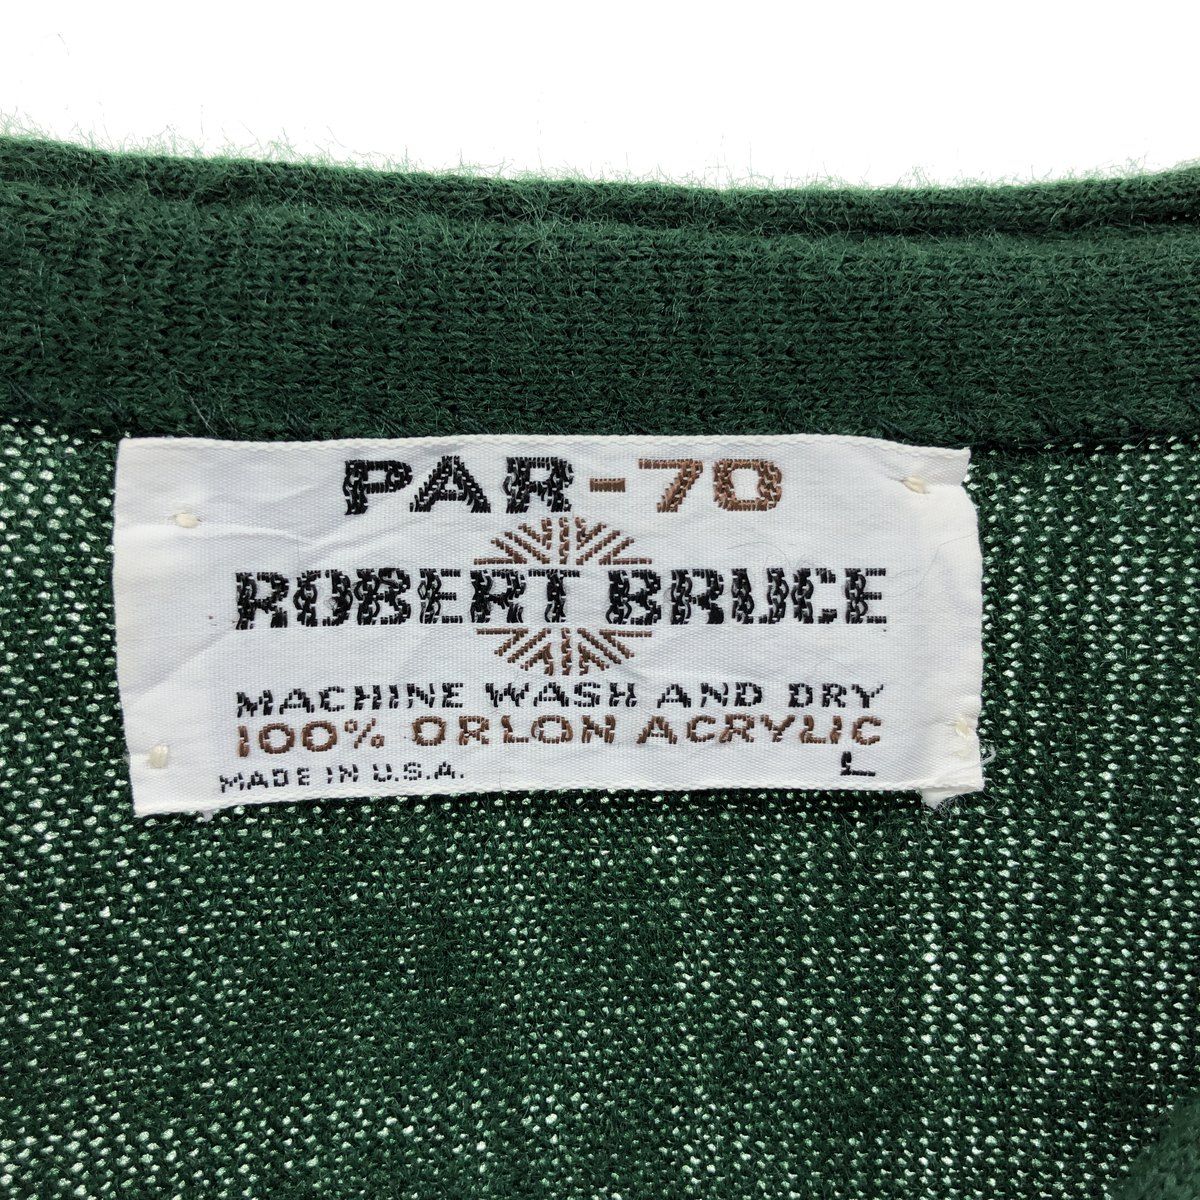 PAR-70
ROBERT BRUCE
MACHINE WASH AND DRY
100% ORLON ACRYLIC
MADE IN U.S.A.
L